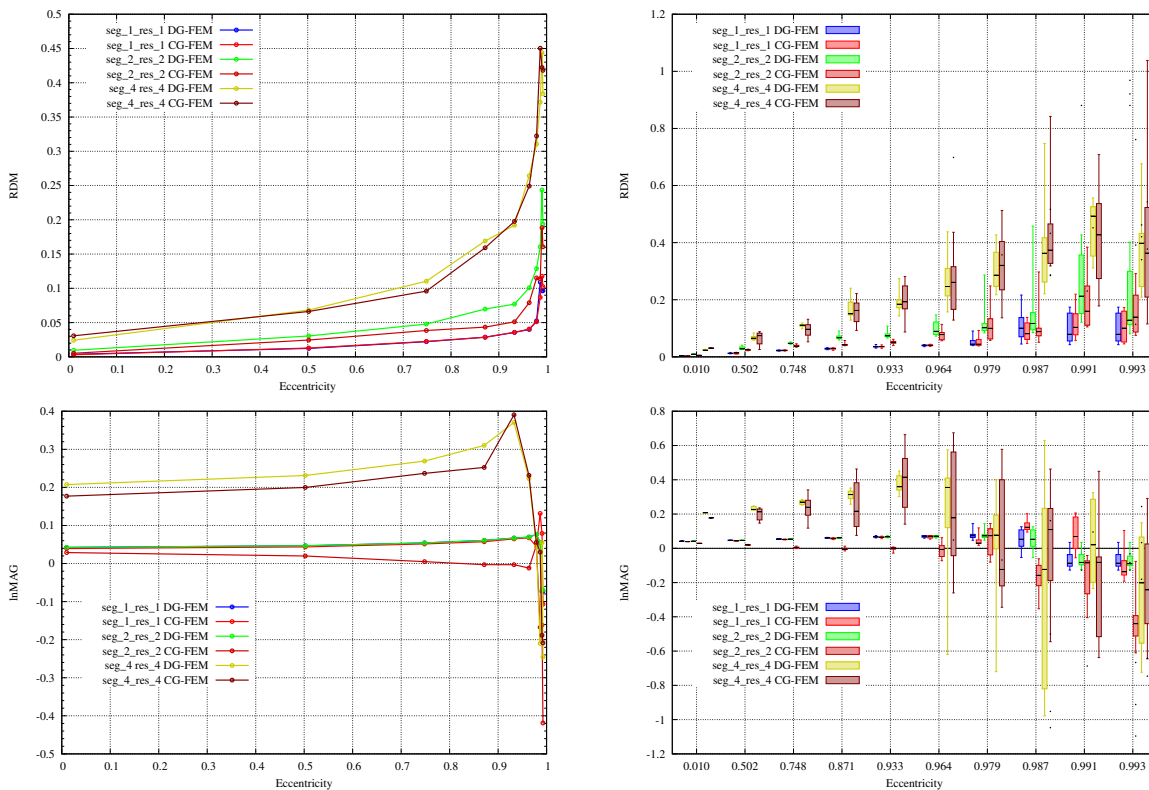 0.5
0.45
0.4
0.35
0.3
0.25
0.2
0.15
0.1
0.05
0
RDM
seg_1_res_1 DG-FEM
seg_1_res_1 CG-FEM
seg_2_res_2 DG-FEM
seg_2_res_2 CG-FEM
seg_4 res_4 DG-FEM
seg_4_res_4 CG-FEM
0 0.1 0.2 0.3 0.4 0.5 0.6 0.7 0.8 0.9 1
Eccentricity
1.2
1
0.8
0.6
0.4
0.2
0
RDM
seg_1_res_1 DG-FEM
seg_1_res_1 CG-FEM
seg_2_res_2 DG-FEM
seg_2_res_2 CG-FEM
seg_4_res_4 DG-FEM
seg_4_res_4 CG-FEM
0.010 0.502 0.748 0.871 0.933 0.964 0.979 0.987 0.991 0.993
Eccentricity
0.4
0.3
0.2
0.1
0
-0.1
-0.2
-0.3
-0.4
-0.5
lnMAG
seg_1_res_1 DG-FEM
seg_1_res_1 CG-FEM
seg_2_res_2 DG-FEM
seg_2_res_2 CG-FEM
seg_4 res_4 DG-FEM
seg_4_res_4 CG-FEM
0 0.1 0.2 0.3 0.4 0.5 0.6 0.7 0.8 0.9 1
Eccentricity
0.8
0.6
0.4
0.2
0
-0.2
-0.4
-0.6
-0.8
-1
-1.2
lnMAG
seg_1_res_1 DG-FEM
seg_1_res_1 CG-FEM
seg_2_res_2 DG-FEM
seg_2_res_2 CG-FEM
seg_4_res_4 DG-FEM
seg_4_res_4 CG-FEM
0.010 0.502 0.748 0.871 0.933 0.964 0.979 0.987 0.991 0.993
Eccentricity